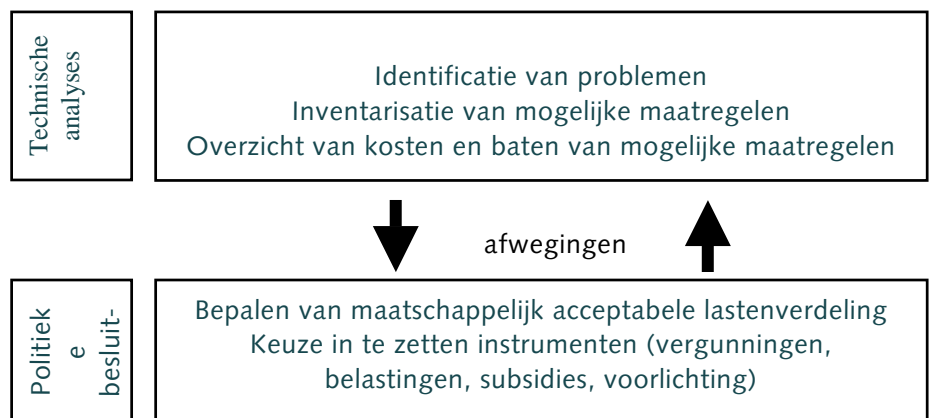 Technische
analyses
Identificatie van problemen
Inventarisatie van mogelijke maatregelen
Overzicht van kosten en baten van mogelijke maatregelen
afwegingen
Politiek
e
besluit-
Bepalen van maatschappelijk acceptabele lastenverdeling
Keuze in te zetten instrumenten (vergunningen,
belastingen, subsidies, voorlichting)